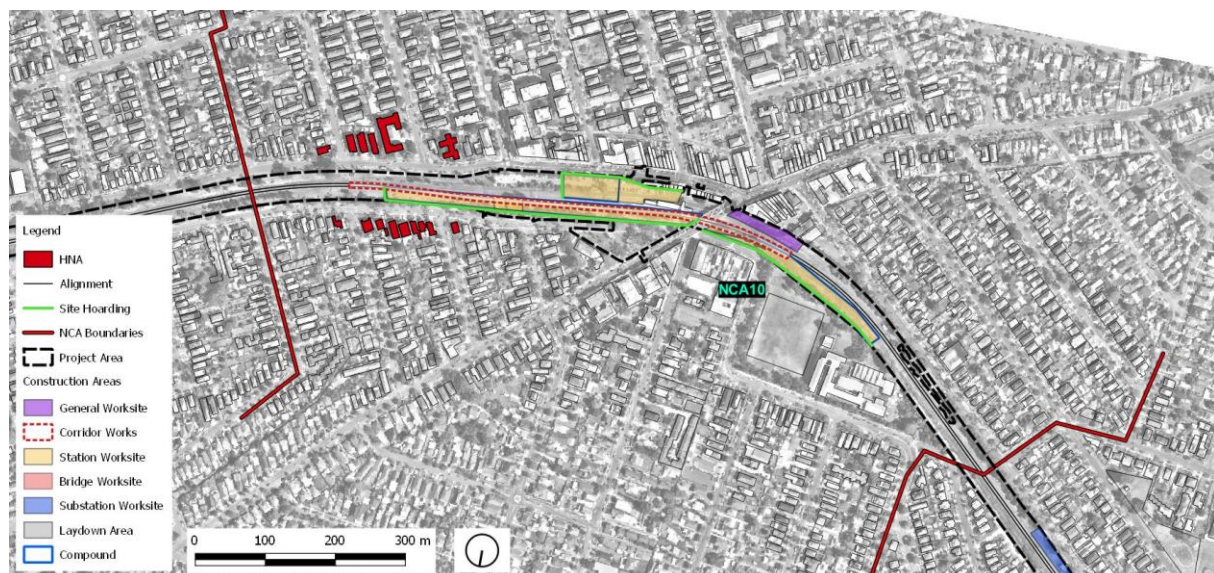 NCA10
Legend
HNA
Alignment
Site Hoarding
NCA Boundaries
Project Area
Construction Areas
General Worksite
Corridor Works
Station Worksite
Bridge Worksite
Substation Worksite
Laydown Area
Compound
0 100 200 300 m